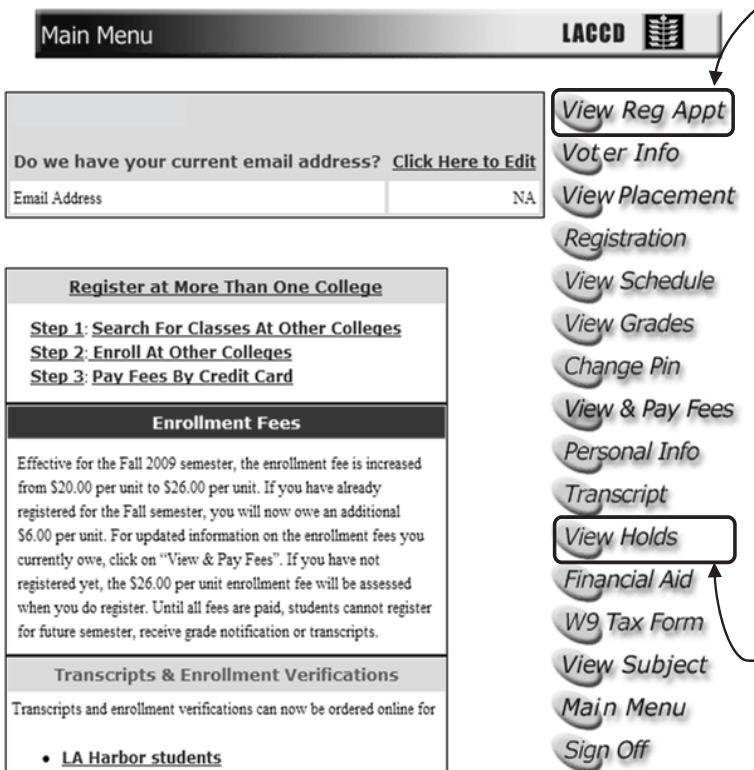 Main Menu
LACCD
Do we have your current email address? Click Here to Edit
Email Address NA
Register at More Than One College
Step 1: Search For Classes At Other Colleges
Step 2: Enroll At Other Colleges
Step 3: Pay Fees By Credit Card
Enrollment Fees
Effective for the Fall 2009 semester, the enrollment fee is increased
from $20.00 per unit to $26.00 per unit. If you have already
registered for the Fall semester, you will now owe an additional
$6.00 per unit. For updated information on the enrollment fees you
currently owe, click on “View & Pay Fees”. If you have not
registered yet, the $26.00 per unit enrollment fee will be assessed
when you do register. Until all fees are paid, students cannot register
for future semester, receive grade notification or transcripts.
Transcripts & Enrollment Verifications
Transcripts and enrollment verifications can now be ordered online for
• LA Harbor students
View Reg Appt
Voter Info
View Placement
Registration
View Schedule
View Grades
Change Pin
View & Pay Fees
Personal Info
Transcript
View Holds
Financial Aid
W9 Tax Form
View Subject
Main Menu
Sign Off